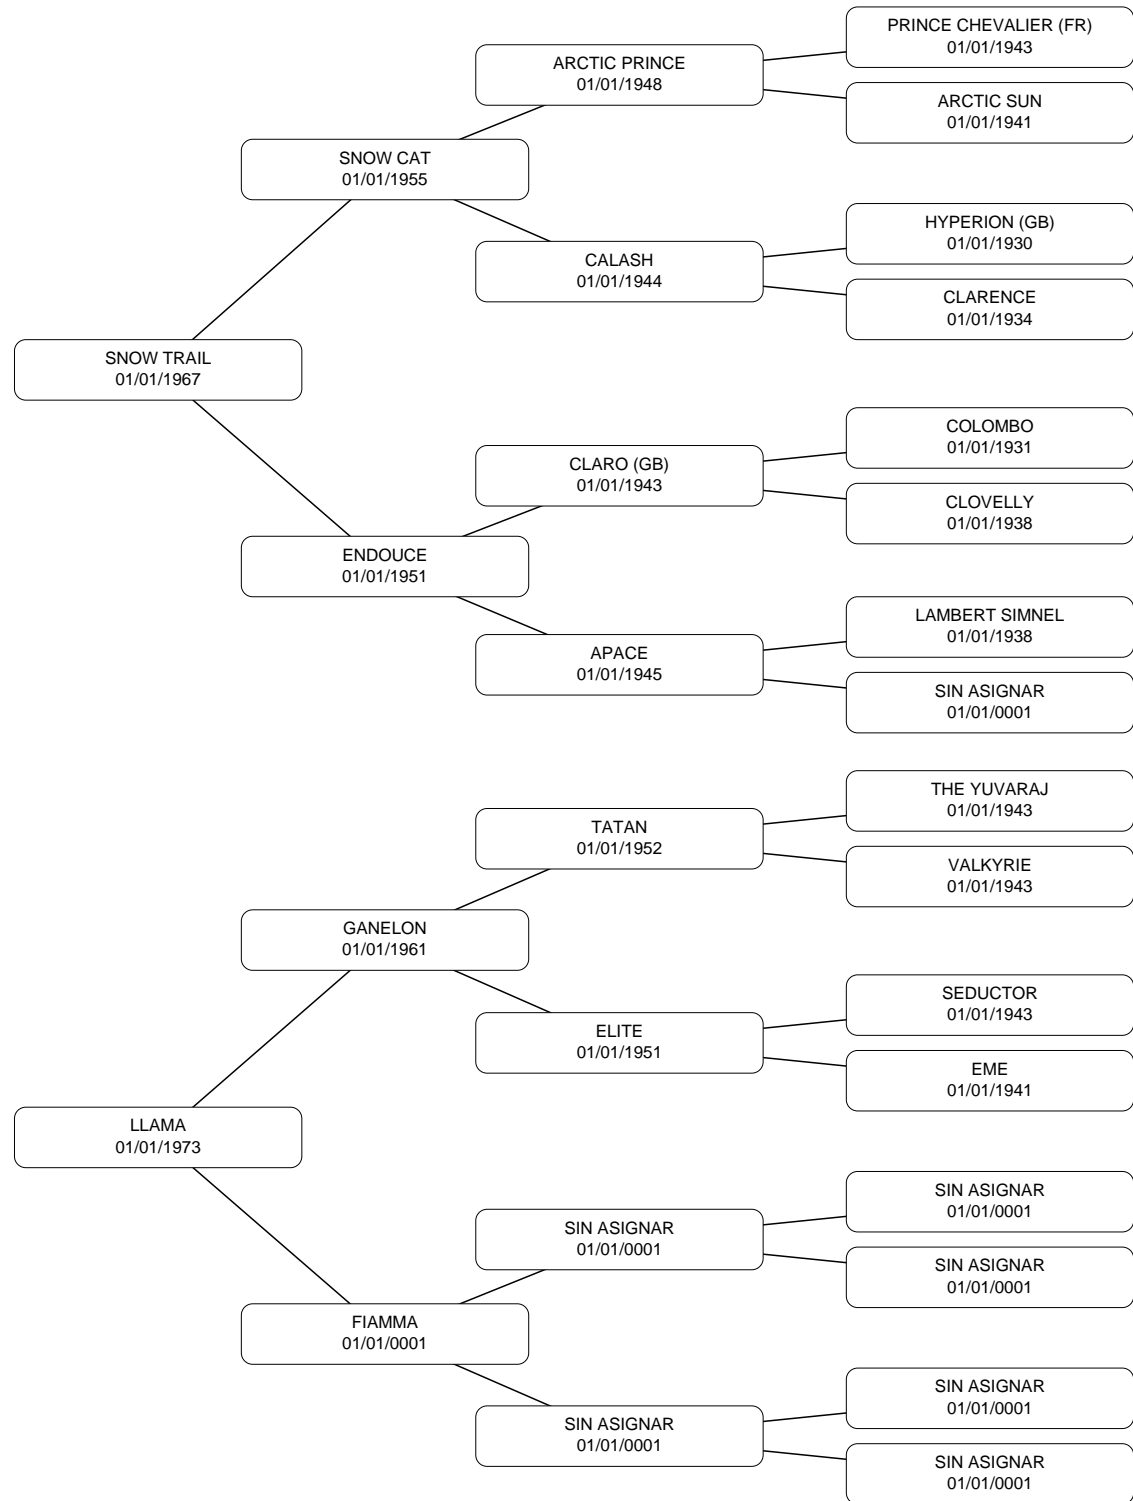 PRINCE CHEVALIER (FR)
01/01/1943
ARCTIC PRINCE
01/01/1948
ARCTIC SUN
01/01/1941
SNOW CAT
01/01/1955
HYPERION (GB)
01/01/1930
CALASH
01/01/1944
CLARENCE
01/01/1934
SNOW TRAIL
01/01/1967
COLOMBO
01/01/1931
CLARO (GB)
01/01/1943
CLOVELLY
01/01/1938
ENDOUCE
01/01/1951
LAMBERT SIMNEL
01/01/1938
APACE
01/01/1945
SIN ASIGNAR
01/01/0001
THE YUVARAJ
01/01/1943
TATAN
01/01/1952
VALKYRIE
01/01/1943
GANELON
01/01/1961
SEDUCTOR
01/01/1943
ELITE
01/01/1951
EME
01/01/1941
LLAMA
01/01/1973
SIN ASIGNAR
01/01/0001
SIN ASIGNAR
01/01/0001
SIN ASIGNAR
01/01/0001
FIAMMA
01/01/0001
SIN ASIGNAR
01/01/0001
SIN ASIGNAR
01/01/0001
SIN ASIGNAR
01/01/0001